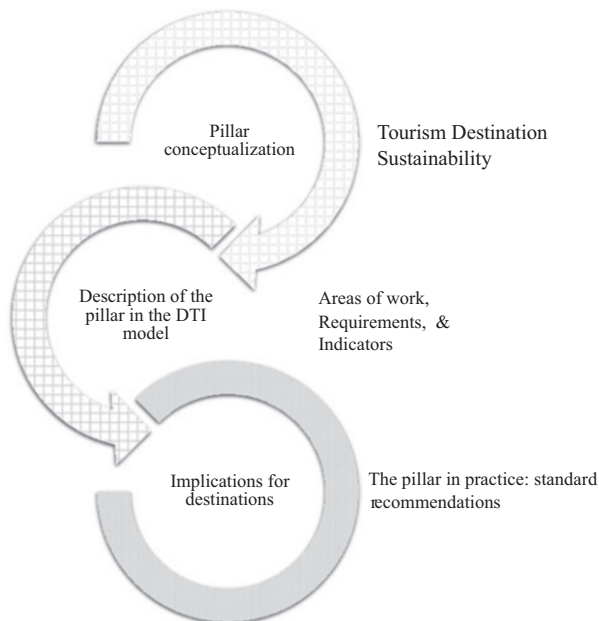 Pillar
conceptualization
Tourism Destination
Sustainability
Description of the
pillar in the DTI
model
Areas of work,
Requirements, &
Indicators
Implications for
destinations
The pillar in practice: standard
recommendations